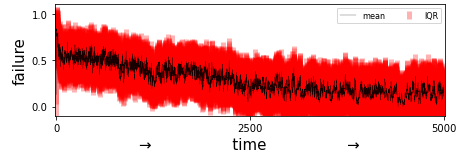 1.0
mean IQR
0.5
0.0
failure
0 2500 5000
→ time →